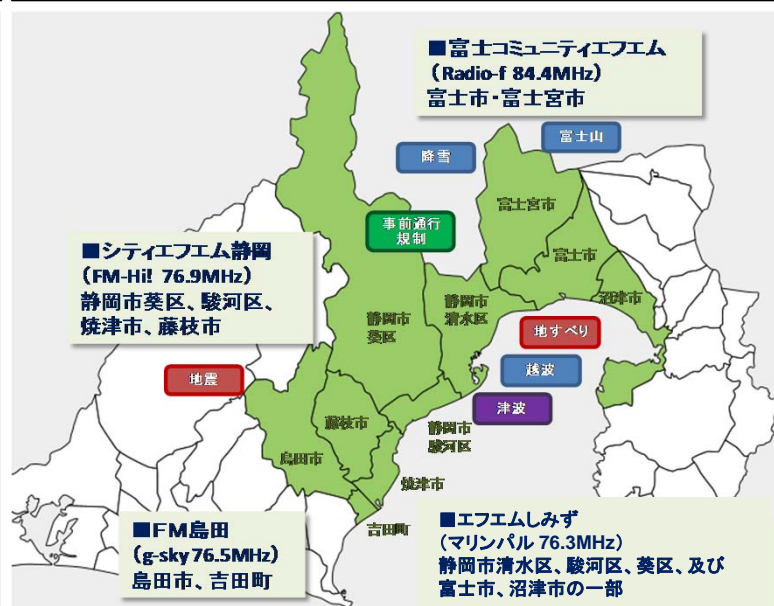 ■富士コミュニティエフエム
(Radio-f 84.4MHz)
富士市・富士宮市
富士山
降雪
事前通行
規制
富士宮市
富士市
沼津市
■シティエフエム静岡
(FM-Hi! 76.9MHz)
静岡市葵区、駿河区、
焼津市、藤枝市
静岡市
清水区
静岡市
葵区
地すべり
越波
津波
地震
藤枝市
島田市
静岡市
駿河区
焼津市
吉田町
■FM島田
(g-sky76.5MHz)
島田市、吉田町
■エフエムしみず
(マリンパル 76.3MHz)
静岡市清水区、駿河区、葵区、及び
富士市、沼津市の一部